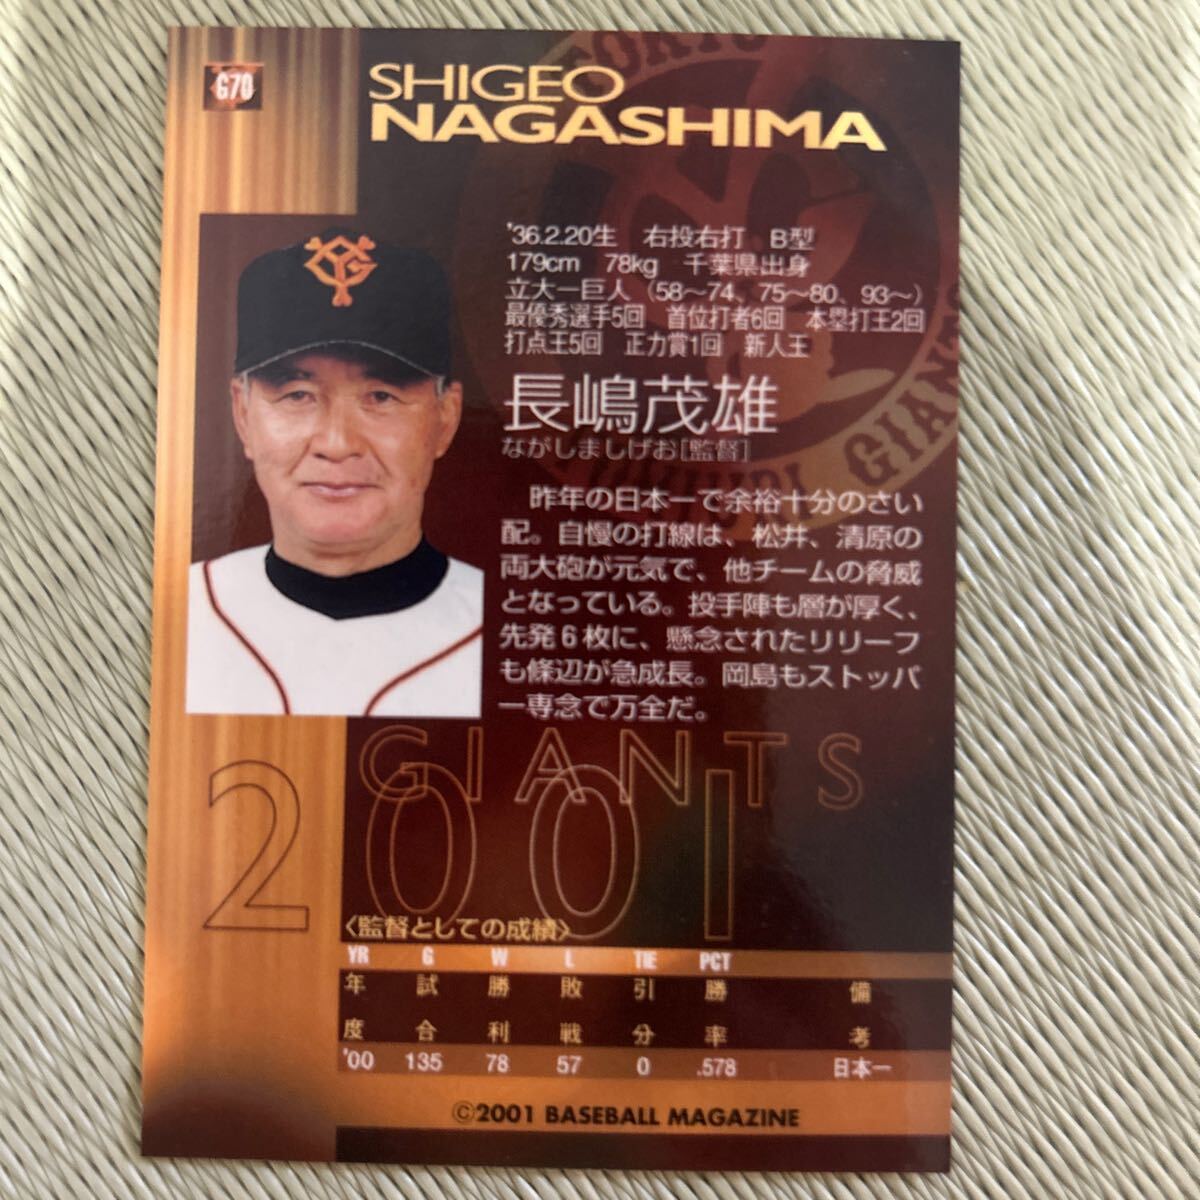 G70
SHIGEO
NAGASHIMA
'36.2.20生 右投右打 B型
179cm 78kg 千葉県出身
立大ー巨人（58〜74、75〜80、93〜）
最優秀選手5回 首位打者6回 本塁打王2回
打点王5回 正力賞1回 新人王
長嶋茂雄
ながしましげお[監督]
昨年の日本一で余裕十分のさい
配。自慢の打線は、松井、清原の
両大砲が元気で、他チームの脅威
となっている。投手陣も層が厚く、
先発6枚に、懸念されたリリーフ
も條辺が急成長。岡島もストッパ
ー専念で万全だ。
GIANTS
2001
〈監督としての成績〉
YR G W L TIE PCT
年度 試合 勝利 敗戦 引分 勝率 備考
'00 135 78 57 0 .578 日本一
©2001 BASEBALL MAGAZINE